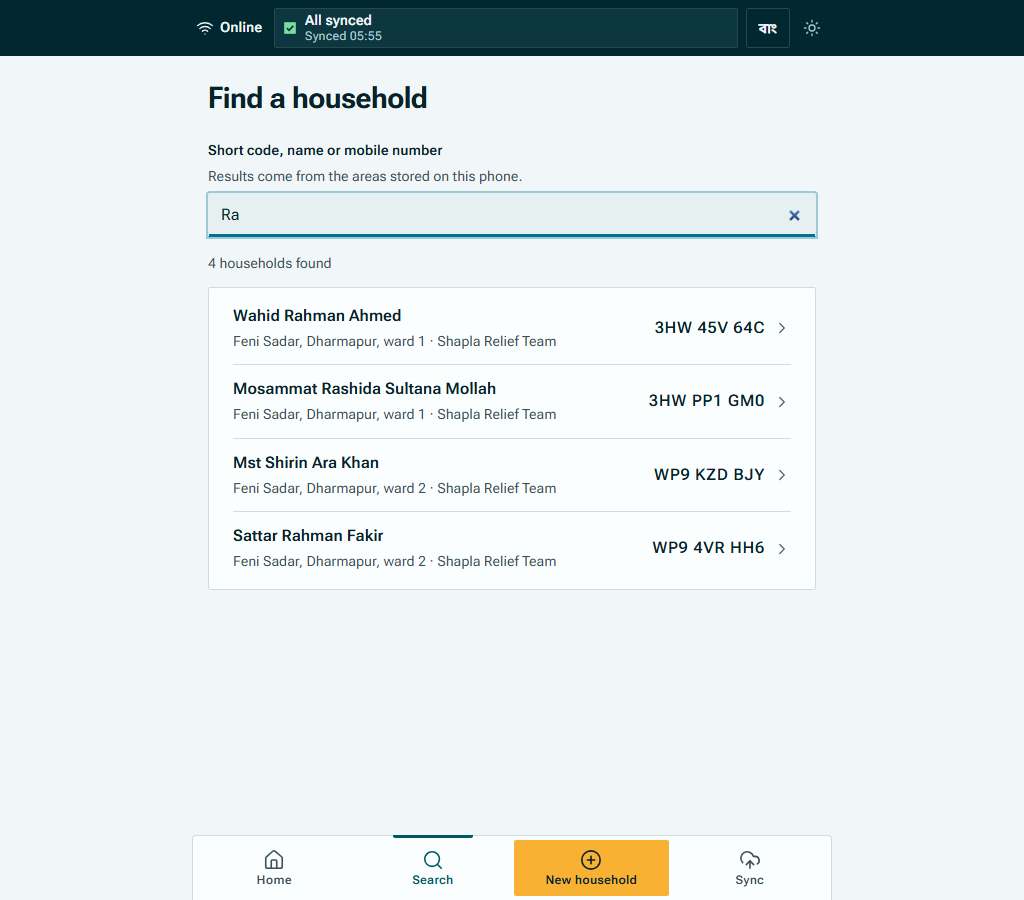 Online
All synced
Synced 05:55
বাং
Find a household
Short code, name or mobile number
Results come from the areas stored on this phone.
Ra
4 households found
Wahid Rahman Ahmed
Feni Sadar, Dharmapur, ward 1 · Shapla Relief Team
3HW 45V 64C
Mosammat Rashida Sultana Mollah
Feni Sadar, Dharmapur, ward 1 · Shapla Relief Team
3HW PP1 GM0
Mst Shirin Ara Khan
Feni Sadar, Dharmapur, ward 2 · Shapla Relief Team
WP9 KZD BJY
Sattar Rahman Fakir
Feni Sadar, Dharmapur, ward 2 · Shapla Relief Team
WP9 4VR HH6
Home
Search
New household
Sync